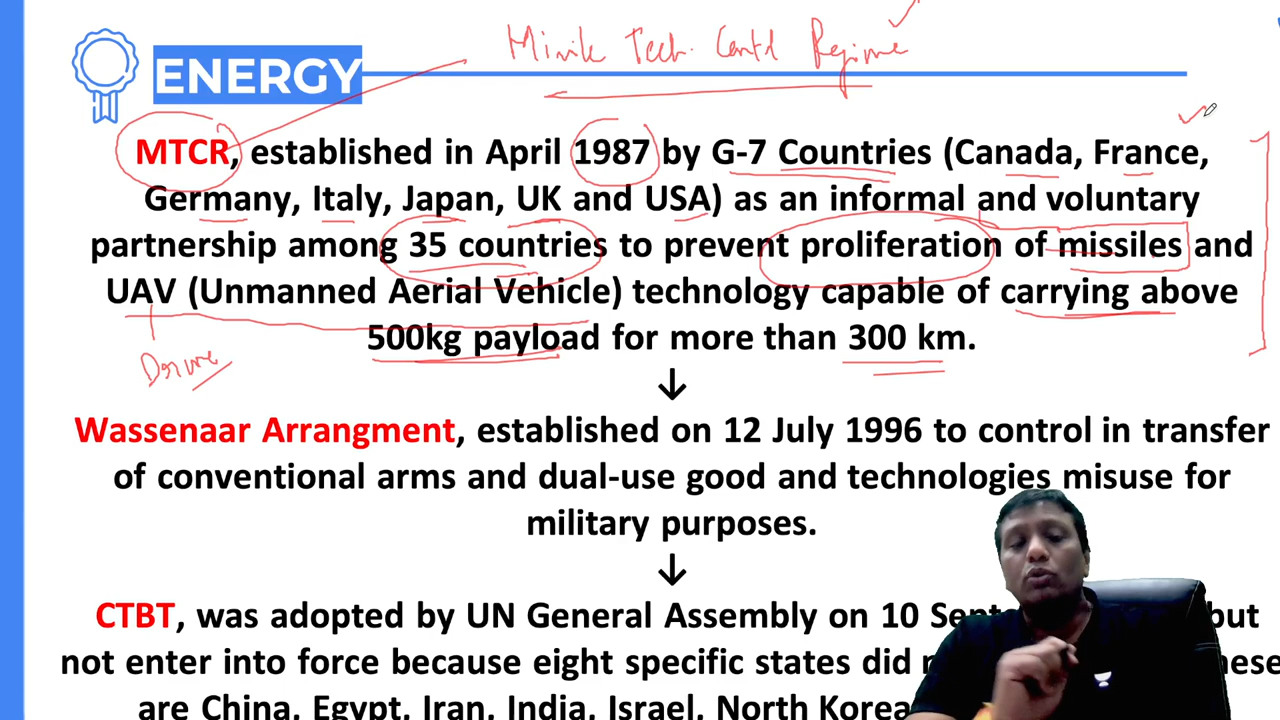 Missile Tech. Contl Regime
ENERGY
MTCR, established in April 1987 by G-7 Countries (Canada, France,
Germany, Italy, Japan, UK and USA) as an informal and voluntary
partnership among 35 countries to prevent proliferation of missiles and
UAV (Unmanned Aerial Vehicle) technology capable of carrying above
500kg payload for more than 300 km.
Drone
Wassenaar Arrangment, established on 12 July 1996 to control in transfer
of conventional arms and dual-use good and technologies misuse for
military purposes.
CTBT, was adopted by UN General Assembly on 10 but
not enter into force because eight specific states did
are China, Egypt, Iran, India, Israel, North Korea